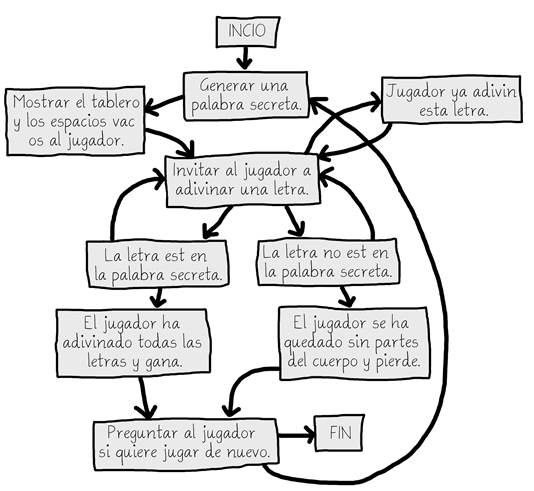 INCIO
Generar una
palabra secreta.
Jugador ya adivin
esta letra.
Mostrar el tablero
y los espacios vac
os al jugador.
Invitar al jugador a
adivinar una letra.
La letra est en
la palabra secreta.
La letra no est en
la palabra secreta.
El jugador ha
adivinado todas las
letras y gana.
El jugador se ha
quedado sin partes
del cuerpo y pierde.
Preguntar al jugador
si quiere jugar de nuevo.
FIN